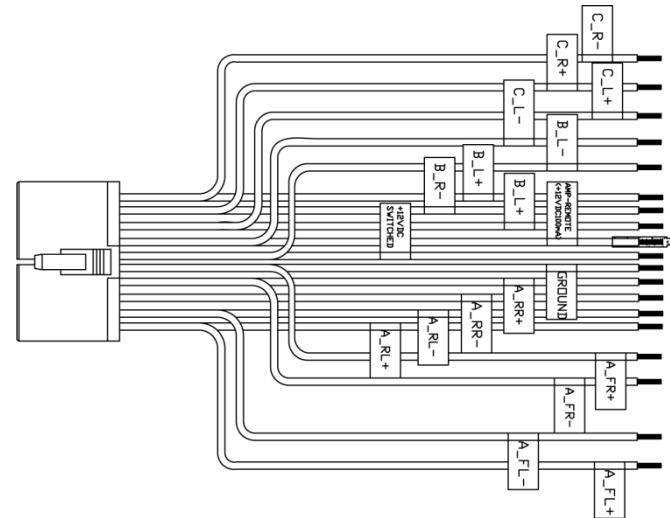 C_R-
C_R+
C_L+
C_L-
B_L-
B_L+
B_R-
B_L+
AMP-REMOTE
(+12VDC100mA)
+12VDC
SWITCHED
GROUND
A_RR+
A_RR-
A_RL-
A_RL+
A_FR+
A_FR-
A_FL-
A_FL+